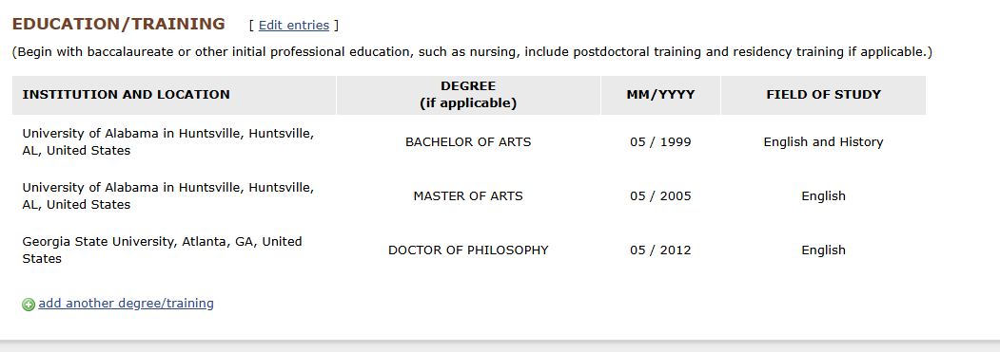 EDUCATION/TRAINING [ Edit entries ]
(Begin with baccalaureate or other initial professional education, such as nursing, include postdoctoral training and residency training if applicable.)
INSTITUTION AND LOCATION DEGREE (if applicable) MM/YYYY FIELD OF STUDY
University of Alabama in Huntsville, Huntsville,
AL, United States
BACHELOR OF ARTS 05 / 1999 English and History
University of Alabama in Huntsville, Huntsville,
AL, United States
MASTER OF ARTS 05 / 2005 English
Georgia State University, Atlanta, GA, United
States
DOCTOR OF PHILOSOPHY 05 / 2012 English
add another degree/training